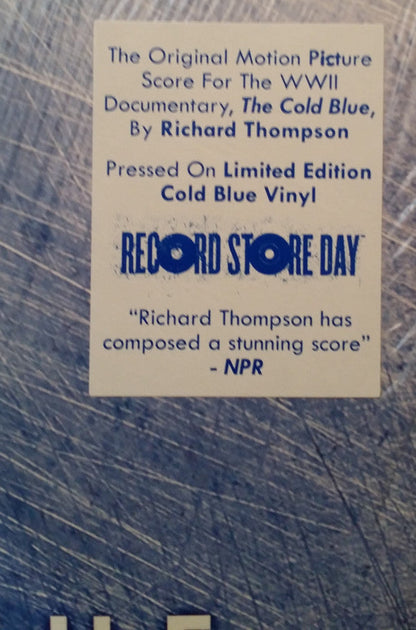 The Original Motion Picture
Score For The WWII
Documentary, The Cold Blue,
By Richard Thompson
Pressed On Limited Edition
Cold Blue Vinyl
RECORD STORE DAY
“Richard Thompson has
composed a stunning score”
- NPR